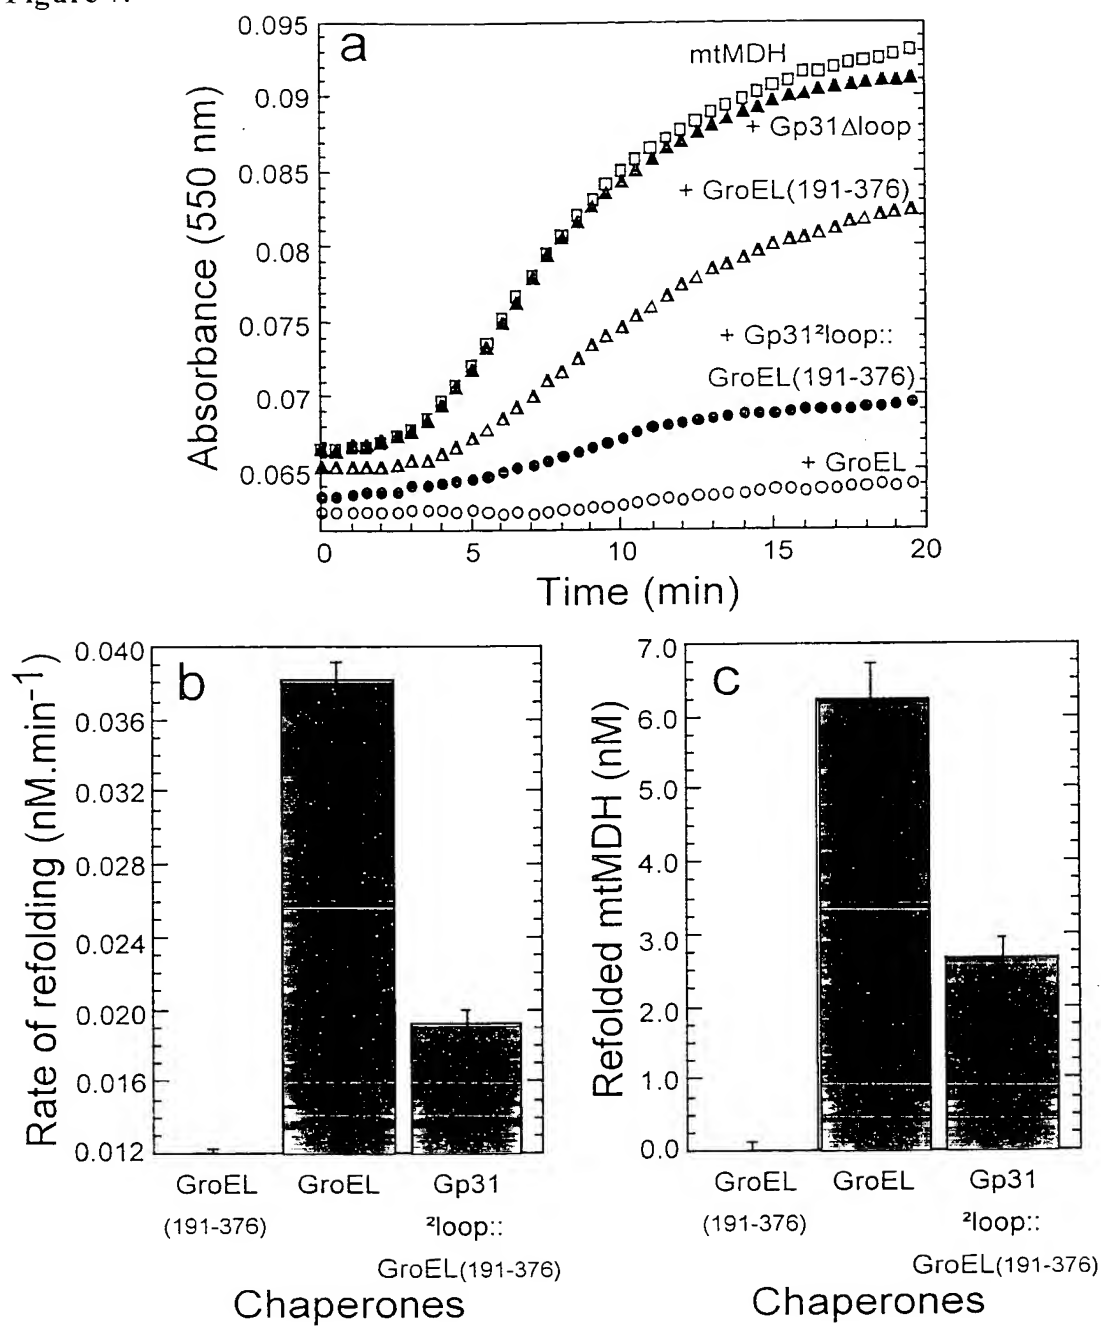 a
0.095
0.09
0.085
0.08
0.075
0.07
0.065
Absorbance (550 nm)
mtMDH
+ Gp31Δloop
+ GroEL(191-376)
+ Gp31²loop::
GroEL(191-376)
+ GroEL
0 5 10 15 20
Time (min)
b
0.040
0.036
0.032
0.028
0.024
0.020
0.016
0.012
Rate of refolding (nM.min⁻¹)
GroEL GroEL Gp31
(191-376) ²loop::
GroEL(191-376)
Chaperones
c
7.0
6.0
5.0
4.0
3.0
2.0
1.0
0.0
Refolded mtMDH (nM)
GroEL GroEL Gp31
(191-376) ²loop::
GroEL(191-376)
Chaperones